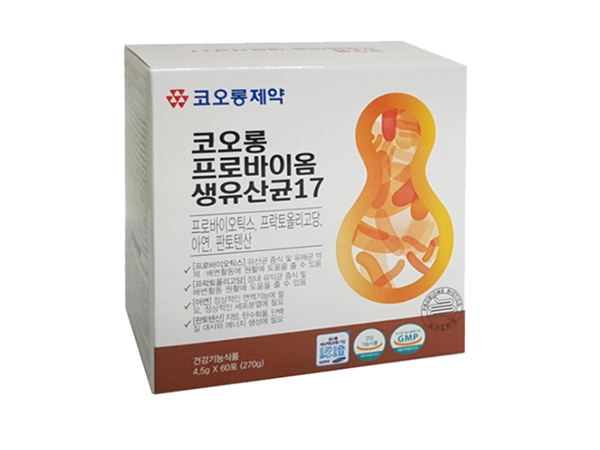 코오롱제약
코오롱
프로바이옴
생유산균17
프로바이오틱스, 프락토올리고당,
아연, 판토텐산
[프로바이오틱스] 유산균 증식 및 유해균 억
제·배변활동에 원활에 도움을 줄 수 있음
[프락토올리고당] 장내 유익균 증식 및
배변활동 원활에 도움을 줄 수 있음
[아연] 정상적인 면역기능에 필
요, 정상적인 세포분열에 필요
[판토텐산] 지방, 탄수화물, 단백
질 대사와 에너지 생성에 필요
건강기능식품
4.5g X 60포 (270g)
건강
기능식품
GMP
KOLON